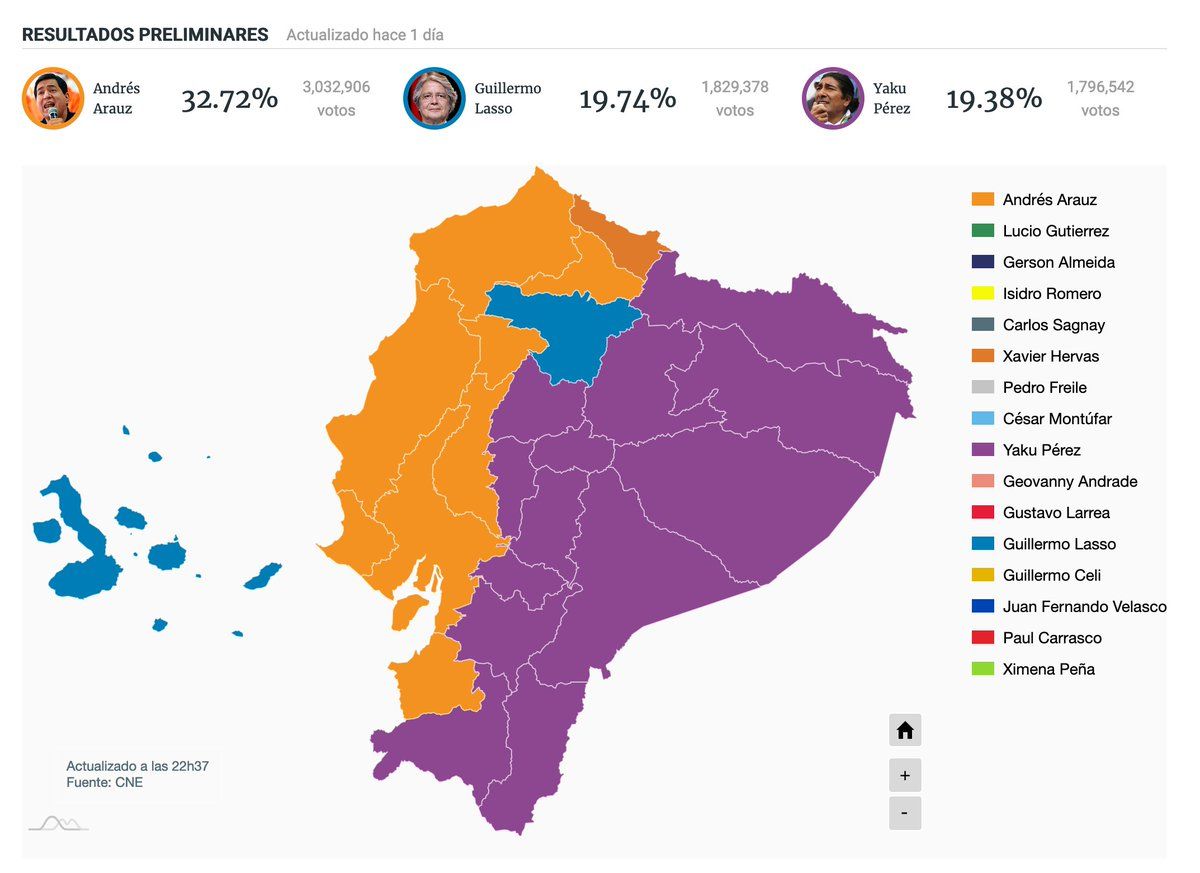 RESULTADOS PRELIMINARES Actualizado hace 1 día
Andrés Arauz 32.72% 3,032,906 votos
Guillermo Lasso 19.74% 1,829,378 votos
Yaku Pérez 19.38% 1,796,542 votos
Andrés Arauz
Lucio Gutierrez
Gerson Almeida
Isidro Romero
Carlos Sagnay
Xavier Hervas
Pedro Freile
César Montúfar
Yaku Pérez
Geovanny Andrade
Gustavo Larrea
Guillermo Lasso
Guillermo Celi
Juan Fernando Velasco
Paul Carrasco
Ximena Peña
Actualizado a las 22h37
Fuente: CNE
+
-